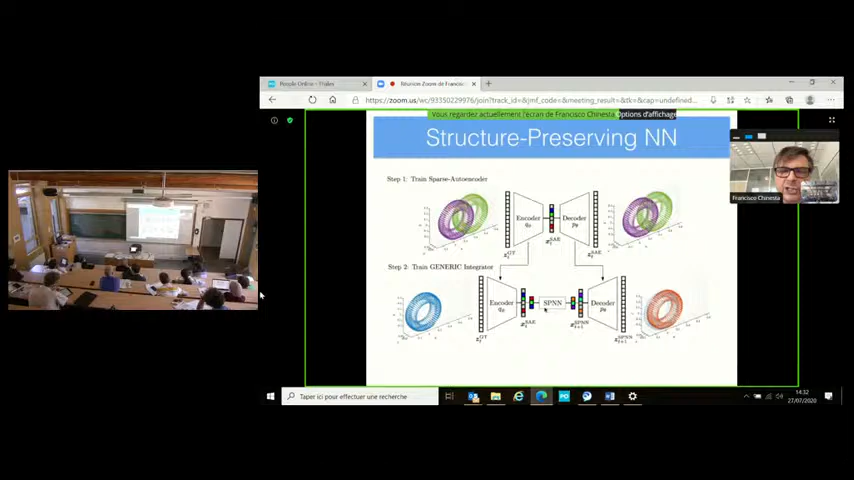 People Online - Thales
Réunion Zoom de Francisco
https://zoom.us/wc/93350229976/join?track_id=&jmf_code=&meeting_result=&tk=&cap=undefined...
Vous regardez actuellement l'écran de Francisco Chinesta
Options d'affichage
Structure-Preserving NN
Francisco Chinesta
Step 1: Train Sparse-Autoencoder
Encoder
Decoder
Step 2: Train GENERIC Integrator
Encoder
SPNN
Decoder
Taper ici pour effectuer une recherche
PO
14:32
27/07/2020